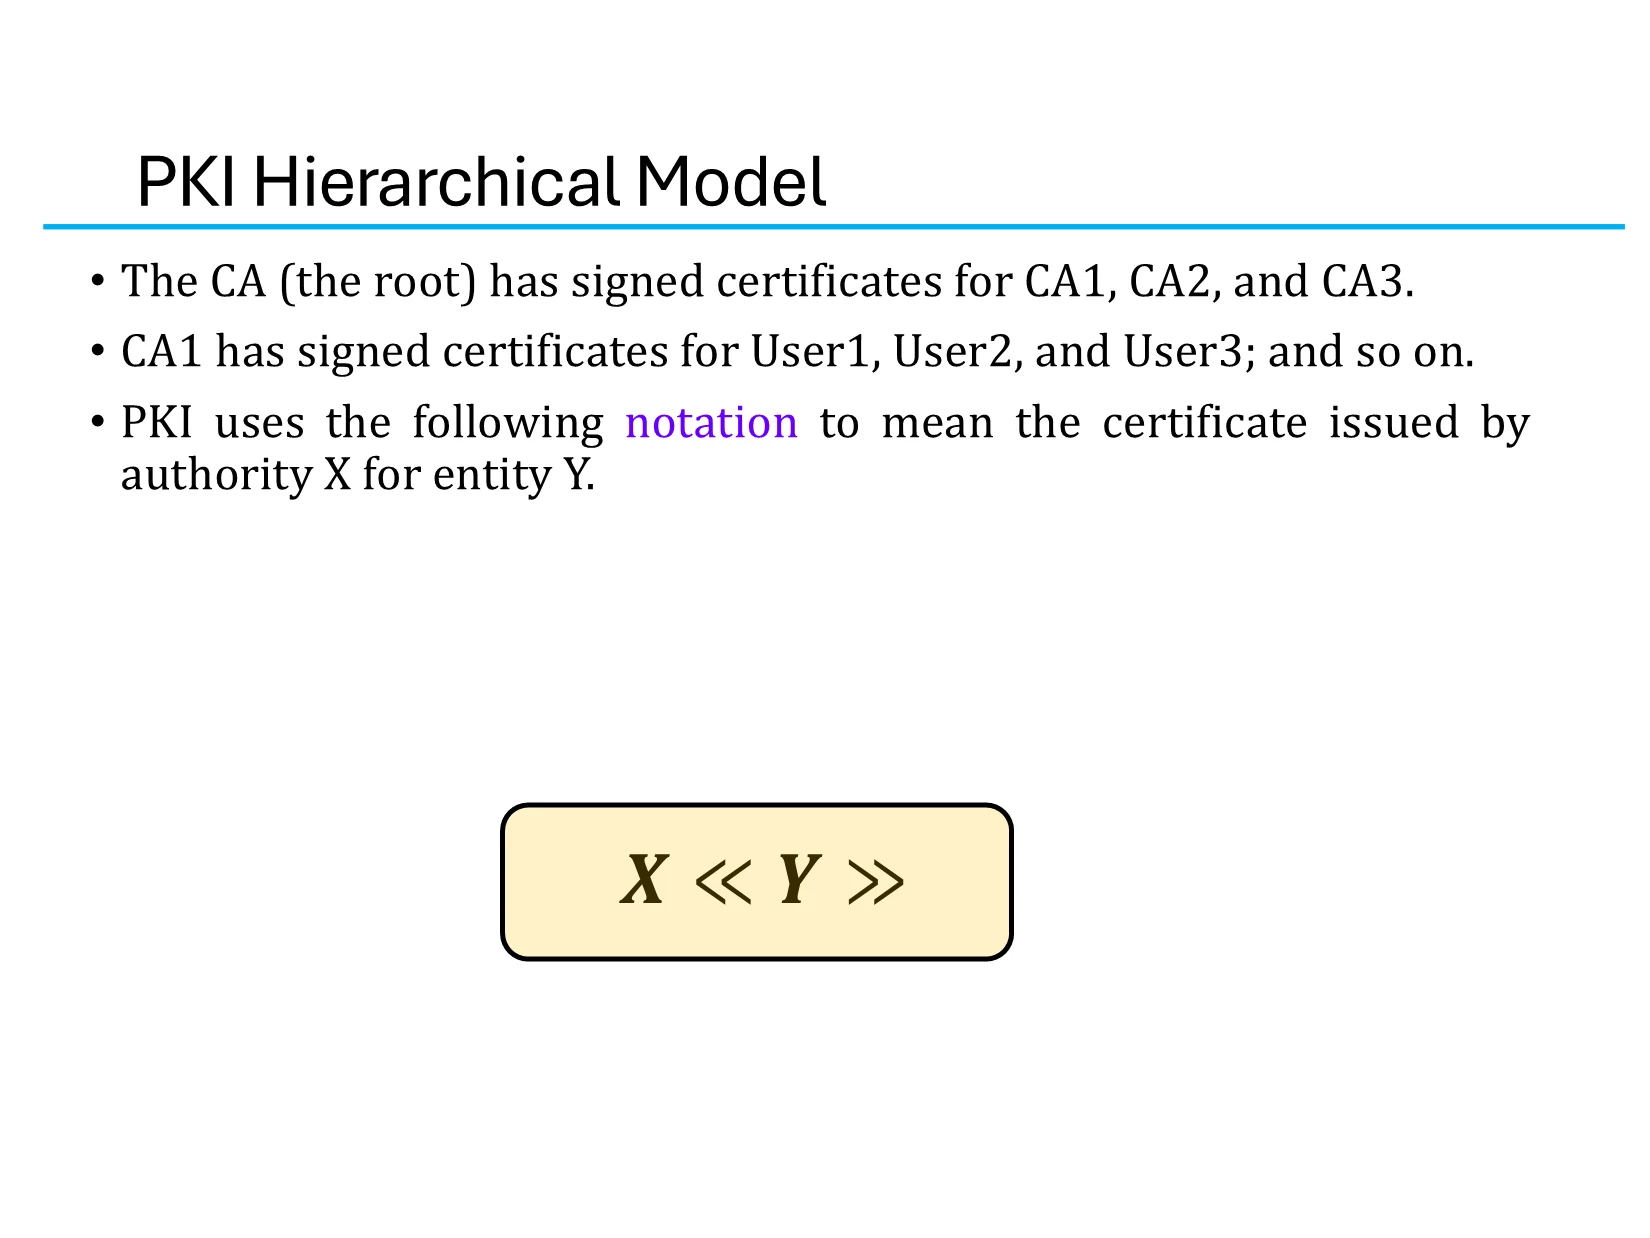 PKI Hierarchical Model
• The CA (the root) has signed certificates for CA1, CA2, and CA3.
• CA1 has signed certificates for User1, User2, and User3; and so on.
• PKI uses the following notation to mean the certificate issued by
authority X for entity Y.
X ≪ Y ≫